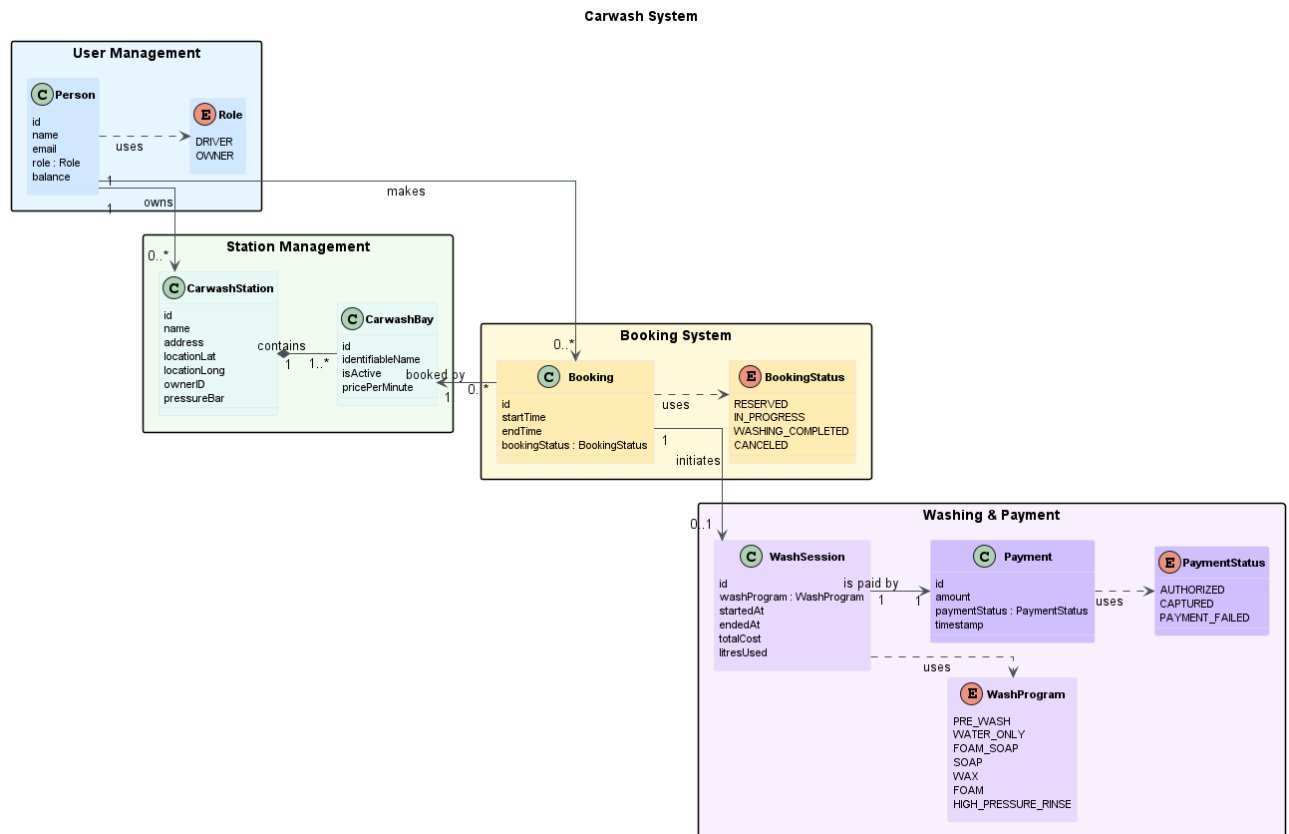 Carwash System
User Management
C Person
id
name
email
role : Role
balance
uses
E Role
DRIVER
OWNER
1
makes
1
owns
0..*
0..*
Station Management
C CarwashStation
id
name
address
locationLat
locationLong
ownerID
pressureBar
contains
1
1..*
C CarwashBay
id
identifiableName
isActive
pricePerMinute
booked by
1
0..*
Booking System
C Booking
id
startTime
endTime
bookingStatus : BookingStatus
uses
E BookingStatus
RESERVED
IN_PROGRESS
WASHING_COMPLETED
CANCELED
1
initiates
0..1
Washing & Payment
C WashSession
id
washProgram : WashProgram
startedAt
endedAt
totalCost
litresUsed
is paid by
1
1
C Payment
id
amount
paymentStatus : PaymentStatus
timestamp
uses
E PaymentStatus
AUTHORIZED
CAPTURED
PAYMENT_FAILED
uses
E WashProgram
PRE_WASH
WATER_ONLY
FOAM_SOAP
SOAP
WAX
FOAM
HIGH_PRESSURE_RINSE